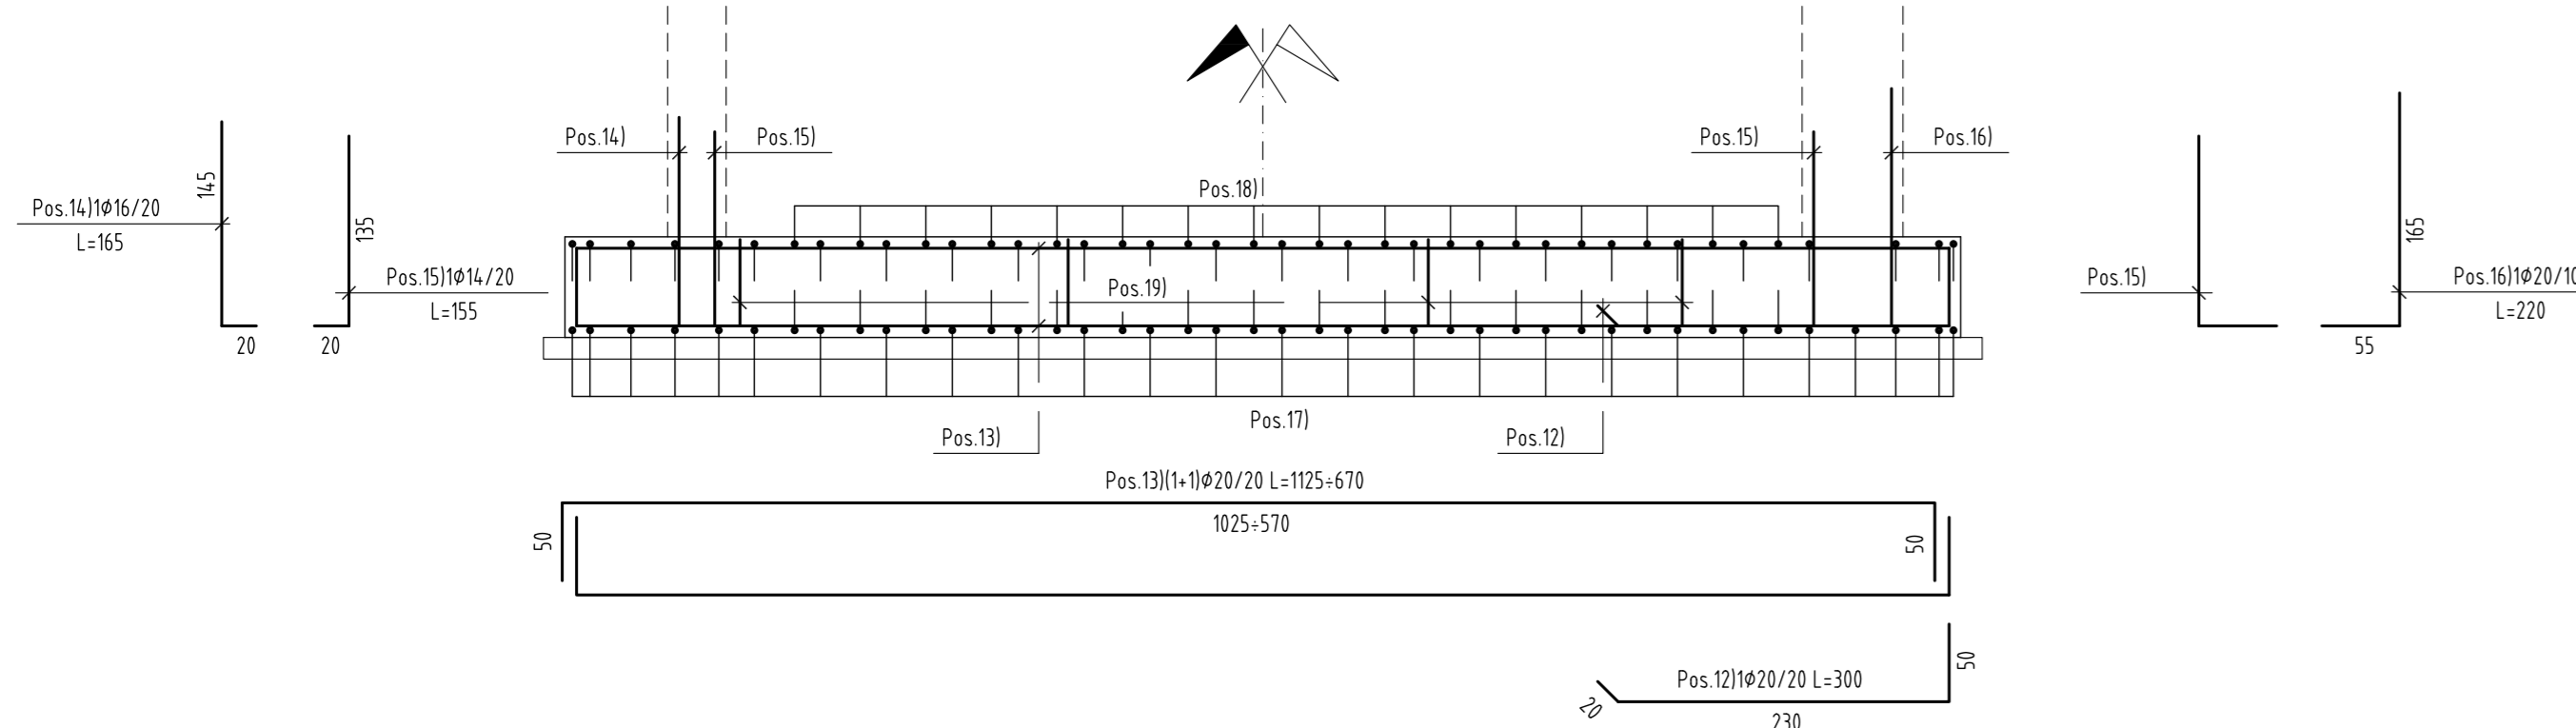 Pos.14)
Pos.15)
Pos.15)
Pos.16)
145
Pos.14)1ϕ16/20
L=165
20
135
20
Pos.15)1ϕ14/20
L=155
Pos.18)
Pos.19)
Pos.15)
165
Pos.16)1ϕ20/10
L=220
55
Pos.17)
Pos.13)
Pos.12)
Pos.13)(1+1)ϕ20/20 L=1125÷670
1025÷570
50
50
Pos.12)1ϕ20/20 L=300
50
20
230